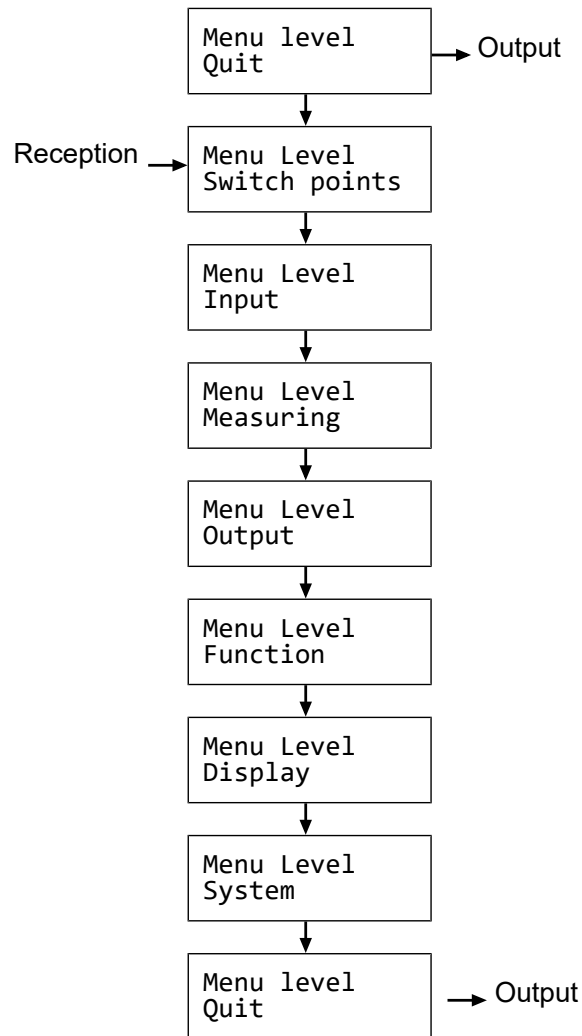 Menu level
Quit
Output
Reception
Menu Level
Switch points
Menu Level
Input
Menu Level
Measuring
Menu Level
Output
Menu Level
Function
Menu Level
Display
Menu Level
System
Menu level
Quit
Output